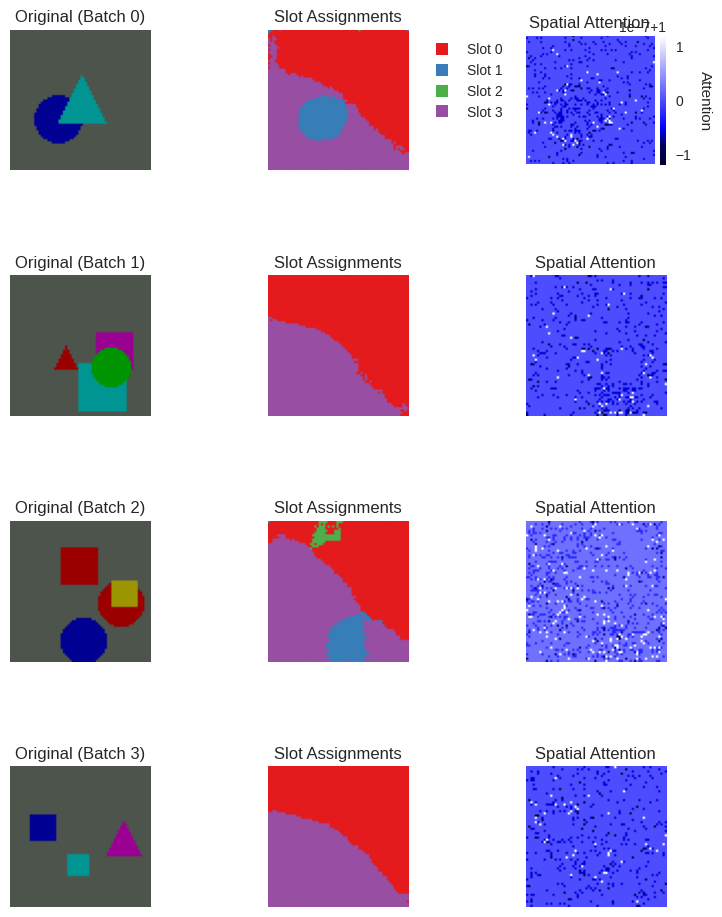 Original (Batch 0)
Slot Assignments
Spatial Attention
1e−7+1
Slot 0
Slot 1
Slot 2
Slot 3
1
0
−1
Attention
Original (Batch 1)
Slot Assignments
Spatial Attention
Original (Batch 2)
Slot Assignments
Spatial Attention
Original (Batch 3)
Slot Assignments
Spatial Attention